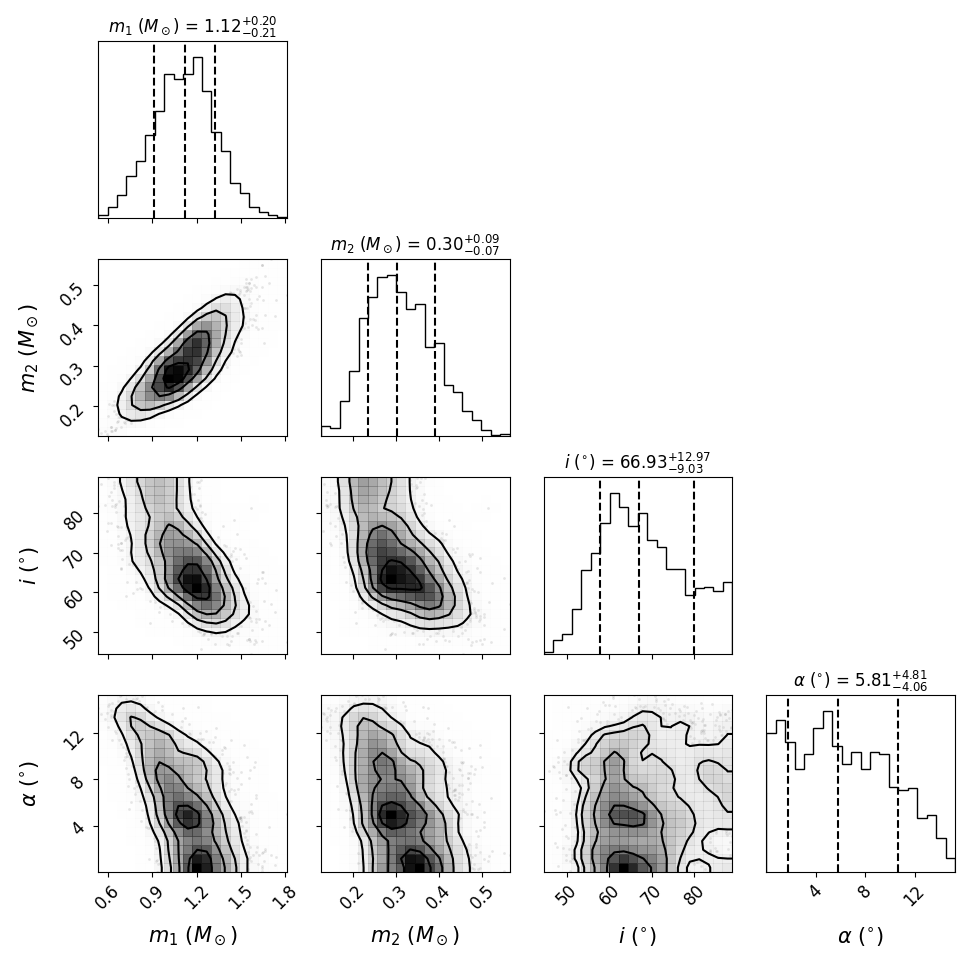 m₁ (M⊙) = 1.12 +0.20 −0.21
m₂ (M⊙) = 0.30 +0.09 −0.07
m₂ (M⊙)
0.5
0.4
0.3
0.2
i (°) = 66.93 +12.97 −9.03
i (°)
80
70
60
50
α (°) = 5.81 +4.81 −4.06
α (°)
12
8
4
0.6 0.9 1.2 1.5 1.8
0.2 0.3 0.4 0.5
50 60 70 80
4 8 12
m₁ (M⊙)
m₂ (M⊙)
i (°)
α (°)